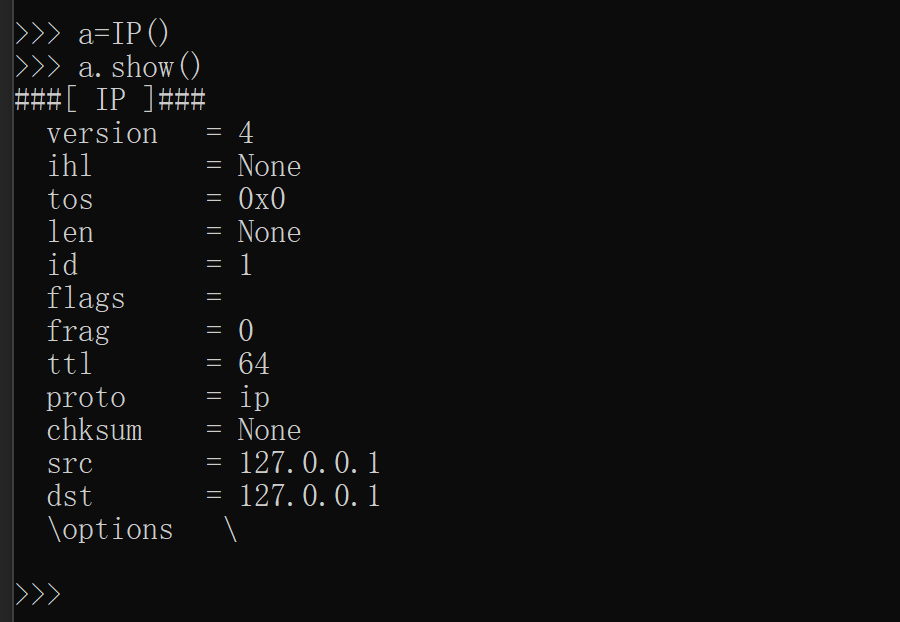 >>> a=IP()
>>> a.show()
###[ IP ]###
  version   = 4
  ihl       = None
  tos       = 0x0
  len       = None
  id        = 1
  flags     =
  frag      = 0
  ttl       = 64
  proto     = ip
  chksum    = None
  src       = 127.0.0.1
  dst       = 127.0.0.1
  \options   \
>>>